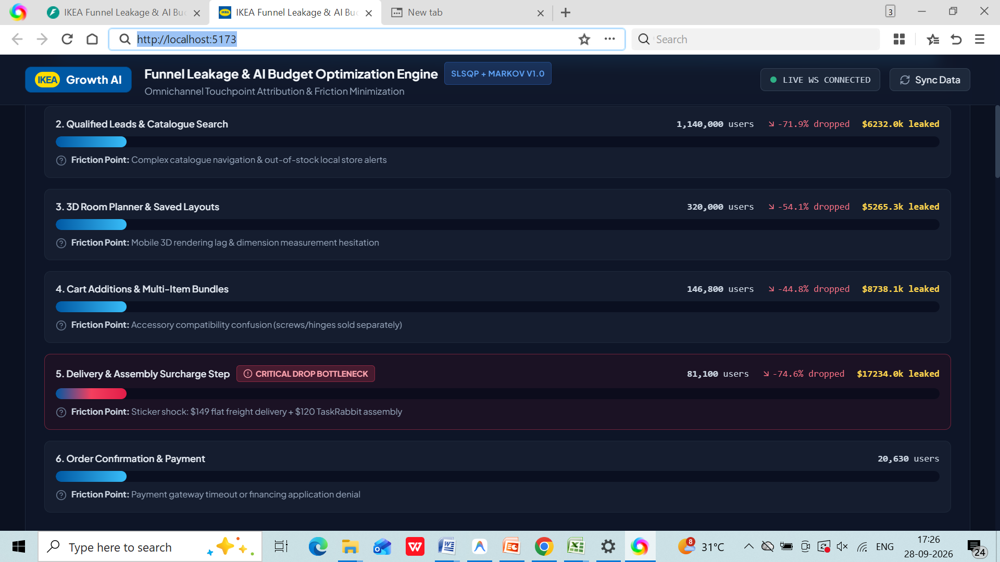 IKEA Funnel Leakage & AI Bu
IKEA Funnel Leakage & AI Bu
New tab
3
http://localhost:5173
Search
IKEA Growth AI
Funnel Leakage & AI Budget Optimization Engine
SLSQP + MARKOV V1.0
Omnichannel Touchpoint Attribution & Friction Minimization
LIVE WS CONNECTED
Sync Data
2. Qualified Leads & Catalogue Search
1,140,000 users
-71.9% dropped
$6232.0k leaked
Friction Point: Complex catalogue navigation & out-of-stock local store alerts
3. 3D Room Planner & Saved Layouts
320,000 users
-54.1% dropped
$5265.3k leaked
Friction Point: Mobile 3D rendering lag & dimension measurement hesitation
4. Cart Additions & Multi-Item Bundles
146,800 users
-44.8% dropped
$8738.1k leaked
Friction Point: Accessory compatibility confusion (screws/hinges sold separately)
5. Delivery & Assembly Surcharge Step
CRITICAL DROP BOTTLENECK
81,100 users
-74.6% dropped
$17234.0k leaked
Friction Point: Sticker shock: $149 flat freight delivery + $120 TaskRabbit assembly
6. Order Confirmation & Payment
20,630 users
Friction Point: Payment gateway timeout or financing application denial
Type here to search
8
31°C
ENG
17:26
28-09-2026
24